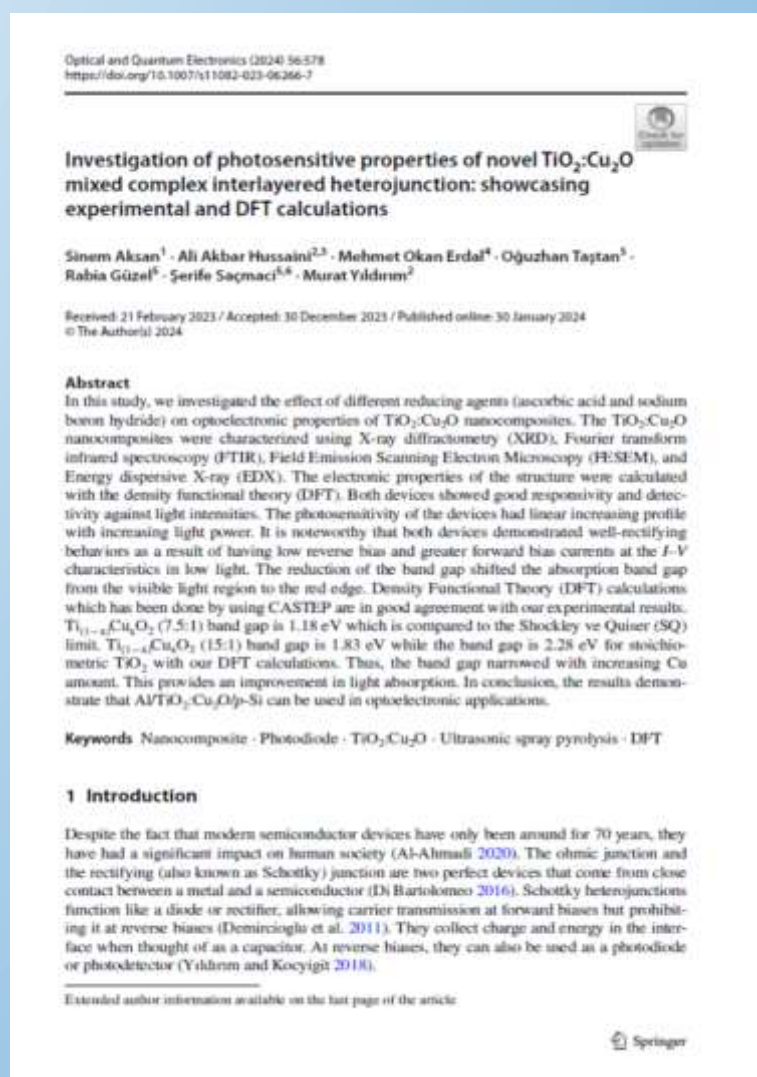 Optical and Quantum Electronics (2024) 56:578
https://doi.org/10.1007/s11082-023-06266-7
Check for
updates
Investigation of photosensitive properties of novel TiO₂:Cu₂O
mixed complex interlayered heterojunction: showcasing
experimental and DFT calculations
Sinem Aksan¹ · Ali Akbar Hussaini²,³ · Mehmet Okan Erdal⁴ · Oğuzhan Taştan⁵ ·
Rabia Güzel⁵ · Şerife Saçmaci⁵,⁶ · Murat Yıldırım²
Received: 21 February 2023 / Accepted: 30 December 2023 / Published online: 30 January 2024
© The Author(s) 2024
Abstract
In this study, we investigated the effect of different reducing agents (ascorbic acid and sodium
boron hydride) on optoelectronic properties of TiO₂:Cu₂O nanocomposites. The TiO₂:Cu₂O
nanocomposites were characterized using X-ray diffractometry (XRD), Fourier transform
infrared spectroscopy (FTIR), Field Emission Scanning Electron Microscopy (FESEM), and
Energy dispersive X-ray (EDX). The electronic properties of the structure were calculated
with the density functional theory (DFT). Both devices showed good responsivity and detec-
tivity against light intensities. The photosensitivity of the devices had linear increasing profile
with increasing light power. It is noteworthy that both devices demonstrated well-rectifying
behaviors as a result of having low reverse bias and greater forward bias currents at the I–V
characteristics in low light. The reduction of the band gap shifted the absorption band gap
from the visible light region to the red edge. Density Functional Theory (DFT) calculations
which has been done by using CASTEP are in good agreement with our experimental results.
Ti₍₁₋ₓ₎CuₓO₂ (7.5:1) band gap is 1.18 eV which is compared to the Shockley ve Quiser (SQ)
limit. Ti₍₁₋ₓ₎CuₓO₂ (15:1) band gap is 1.83 eV while the band gap is 2.28 eV for stoichio-
metric TiO₂ with our DFT calculations. Thus, the band gap narrowed with increasing Cu
amount. This provides an improvement in light absorption. In conclusion, the results demon-
strate that Al/TiO₂:Cu₂O/p-Si can be used in optoelectronic applications.
Keywords Nanocomposite · Photodiode · TiO₂:Cu₂O · Ultrasonic spray pyrolysis · DFT
1 Introduction
Despite the fact that modern semiconductor devices have only been around for 70 years, they
have had a significant impact on human society (Al-Ahmadi 2020). The ohmic junction and
the rectifying (also known as Schottky) junction are two perfect devices that come from close
contact between a metal and a semiconductor (Di Bartolomeo 2016). Schottky heterojunctions
function like a diode or rectifier, allowing carrier transmission at forward biases but prohibit-
ing it at reverse biases (Demircioglu et al. 2011). They collect charge and energy in the inter-
face when thought of as a capacitor. At reverse biases, they can also be used as a photodiode
or photodetector (Yıldırım and Kocyigit 2018).
Extended author information available on the last page of the article
Springer